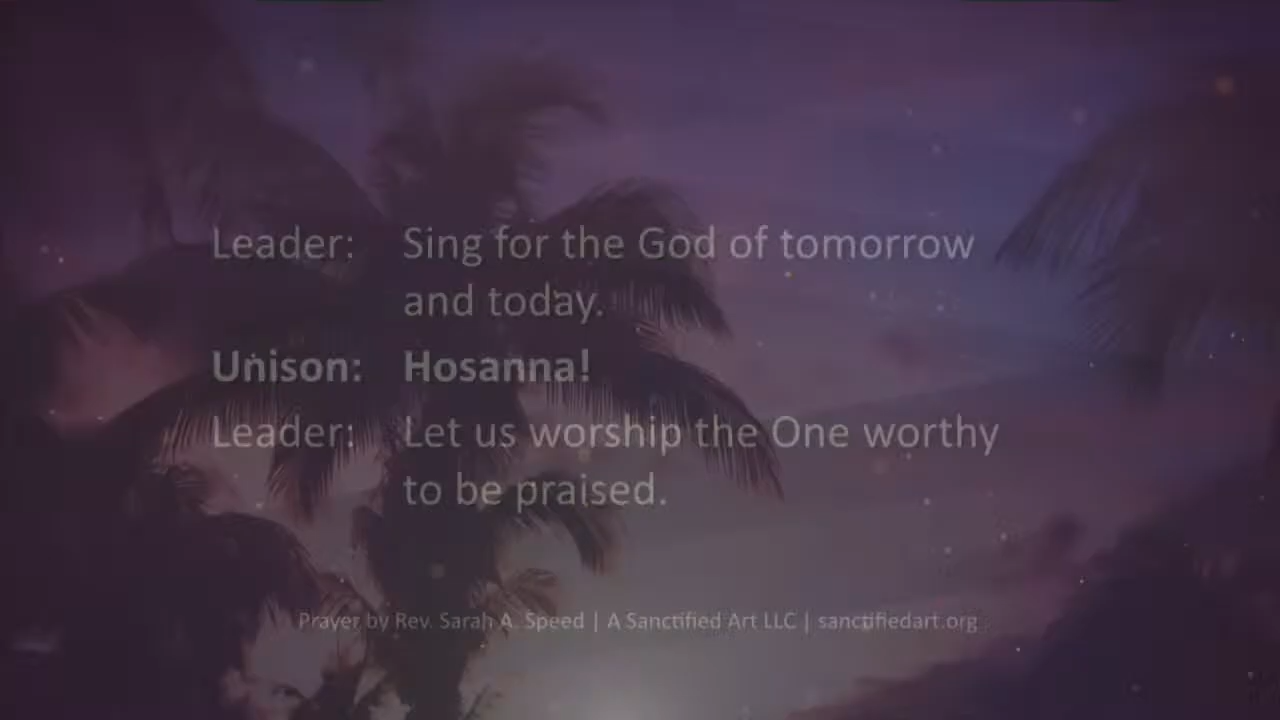 Leader: Sing for the God of tomorrow
and today.
Unison: Hosanna!
Leader: Let us worship the One worthy
to be praised.
Prayer by Rev. Sarah A. Speed | A Sanctified Art LLC | sanctifiedart.org